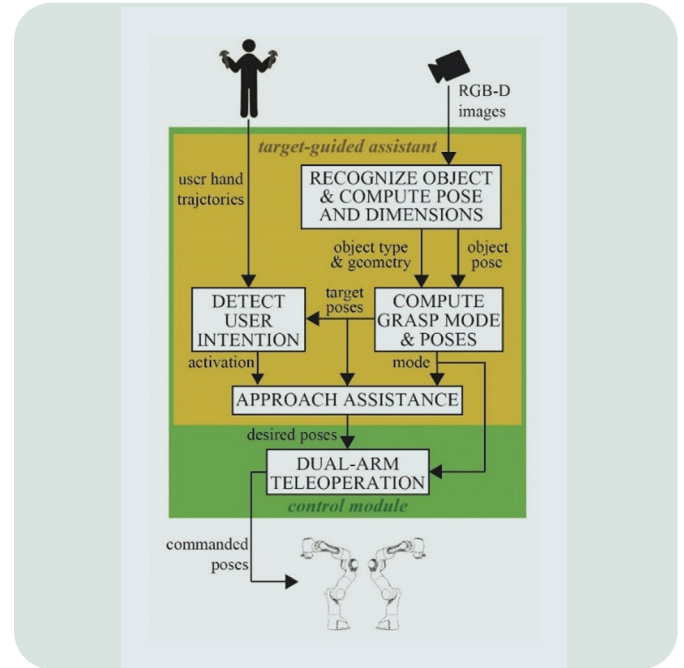 RGB-D
images
target-guided assistant
user hand
trajctories
RECOGNIZE OBJECT
& COMPUTE POSE
AND DIMENSIONS
object type
& geometry
object
pose
target
poses
DETECT
USER
INTENTION
COMPUTE
GRASP MODE
& POSES
activation
mode
APPROACH ASSISTANCE
desired poses
DUAL-ARM
TELEOPERATION
control module
commanded
poses